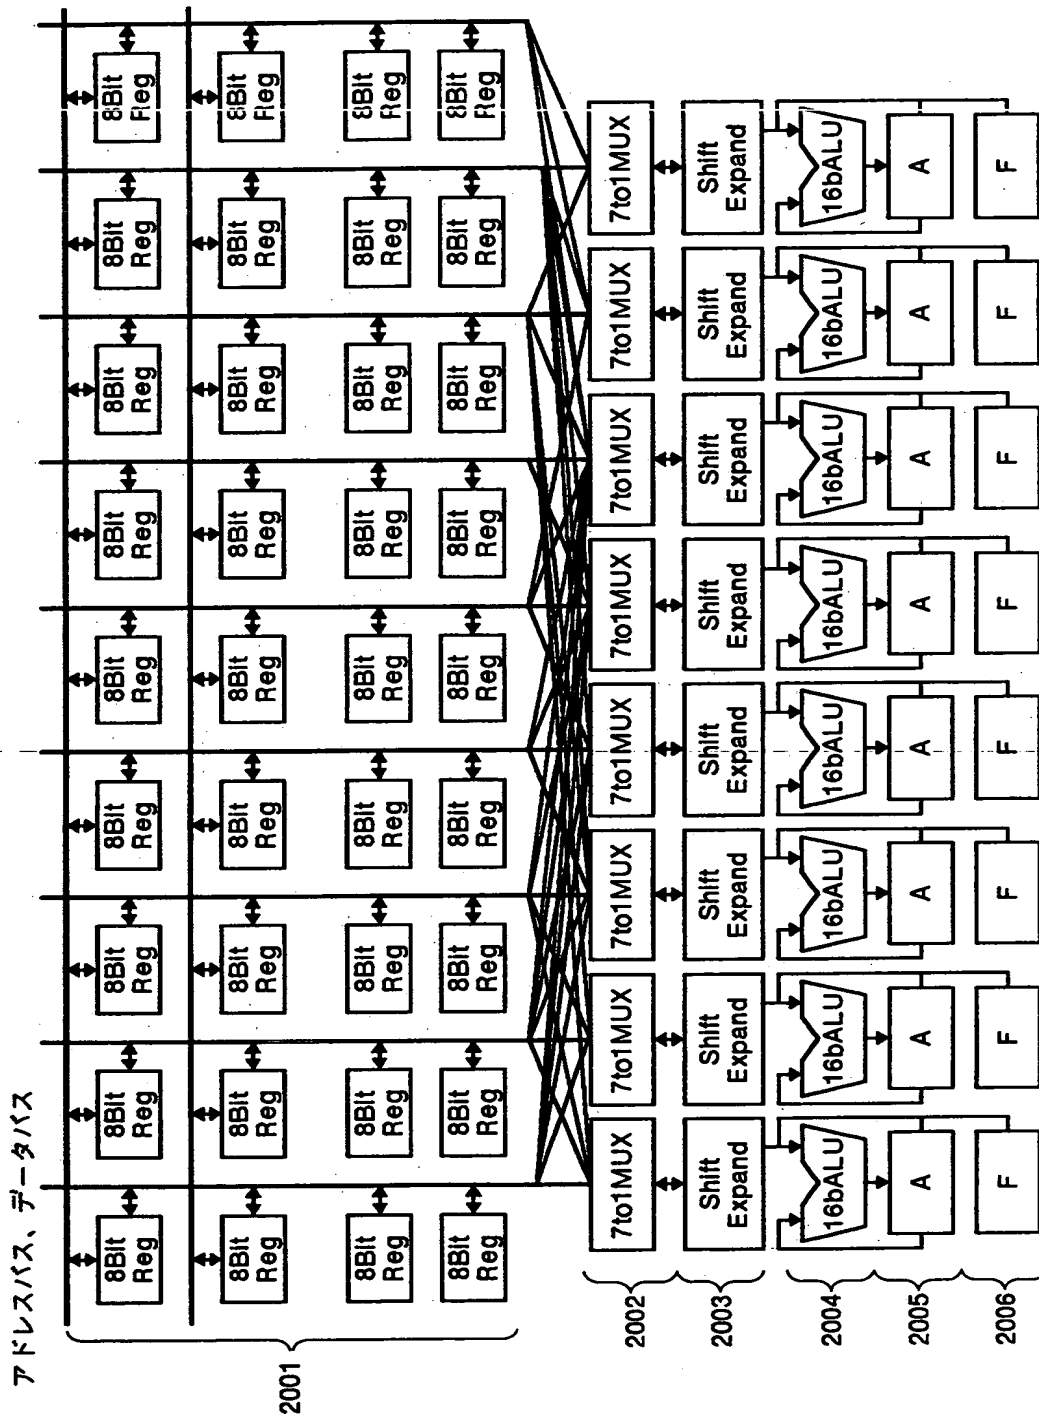 アドレスバス、データバス
8Bit 8Bit 8Bit 8Bit 8Bit 8Bit 8Bit 8Bit 8Bit
Reg Reg Reg Reg Reg Reg Reg Reg Reg
8Bit 8Bit 8Bit 8Bit 8Bit 8Bit 8Bit 8Bit 8Bit
Reg Reg Reg Reg Reg Reg Reg Reg Reg
2001
8Bit 8Bit 8Bit 8Bit 8Bit 8Bit 8Bit 8Bit 8Bit
Reg Reg Reg Reg Reg Reg Reg Reg Reg
8Bit 8Bit 8Bit 8Bit 8Bit 8Bit 8Bit 8Bit 8Bit
Reg Reg Reg Reg Reg Reg Reg Reg Reg
2002 7to1MUX 7to1MUX 7to1MUX 7to1MUX 7to1MUX 7to1MUX 7to1MUX 7to1MUX
2003 Shift Shift Shift Shift Shift Shift Shift Shift
Expand Expand Expand Expand Expand Expand Expand Expand
2004 16bALU 16bALU 16bALU 16bALU 16bALU 16bALU 16bALU 16bALU
2005 A A A A A A A A
2006 F F F F F F F F